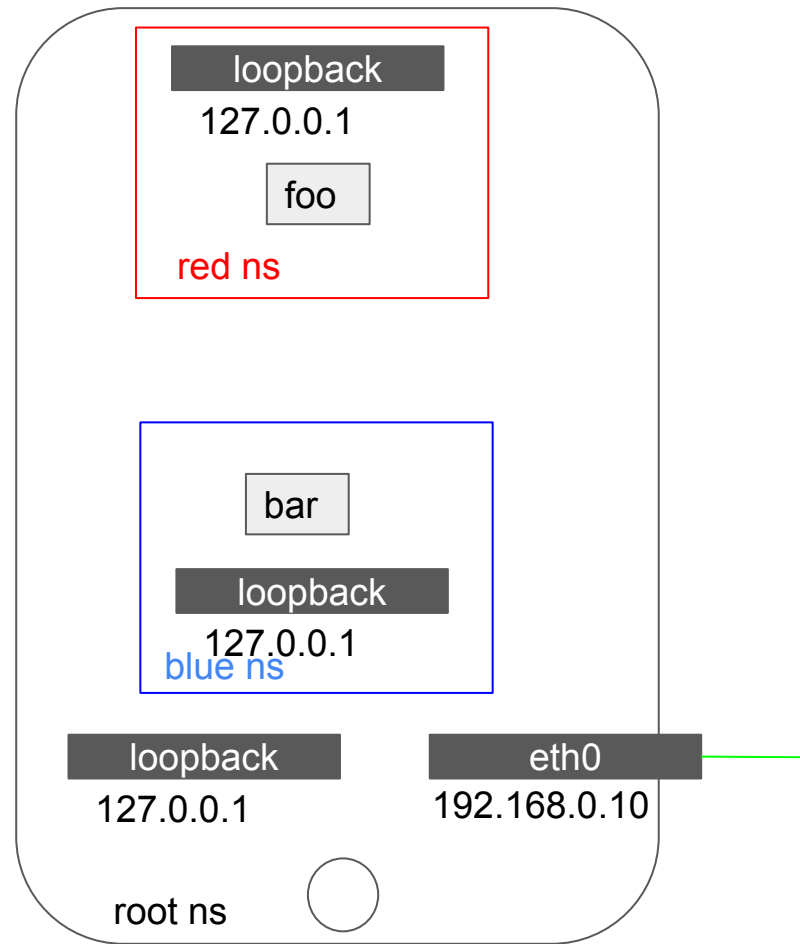 loopback
127.0.0.1
foo
red ns
bar
loopback
127.0.0.1
blue ns
loopback
127.0.0.1
eth0
192.168.0.10
root ns